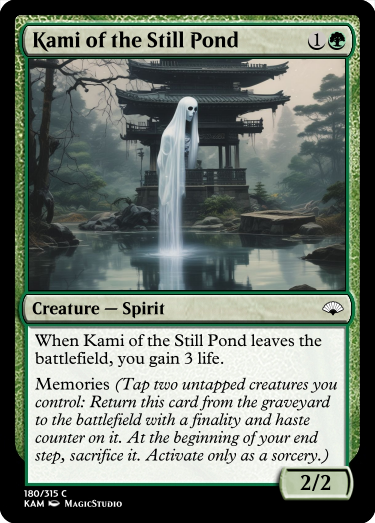 Kami of the Still Pond 1
Creature — Spirit
When Kami of the Still Pond leaves the
battlefield, you gain 3 life.
Memories (Tap two untapped creatures you
control: Return this card from the graveyard
to the battlefield with a finality and haste
counter on it. At the beginning of your end
step, sacrifice it. Activate only as a sorcery.)
2/2
180/315 C
KAM MagicStudio